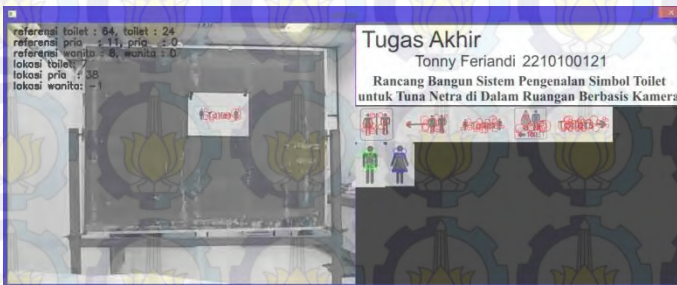 referensi toilet : 64, toilet : 24
referensi pria : 11, pria : 0
referensi wanita : 8, wanita : 0
lokasi toilet: 7
lokasi pria : 38
lokasi wanita: -1
Tugas Akhir
Tonny Feriandi 2210100121
Rancang Bangun Sistem Pengenalan Simbol Toilet
untuk Tuna Netra di Dalam Ruangan Berbasis Kamera